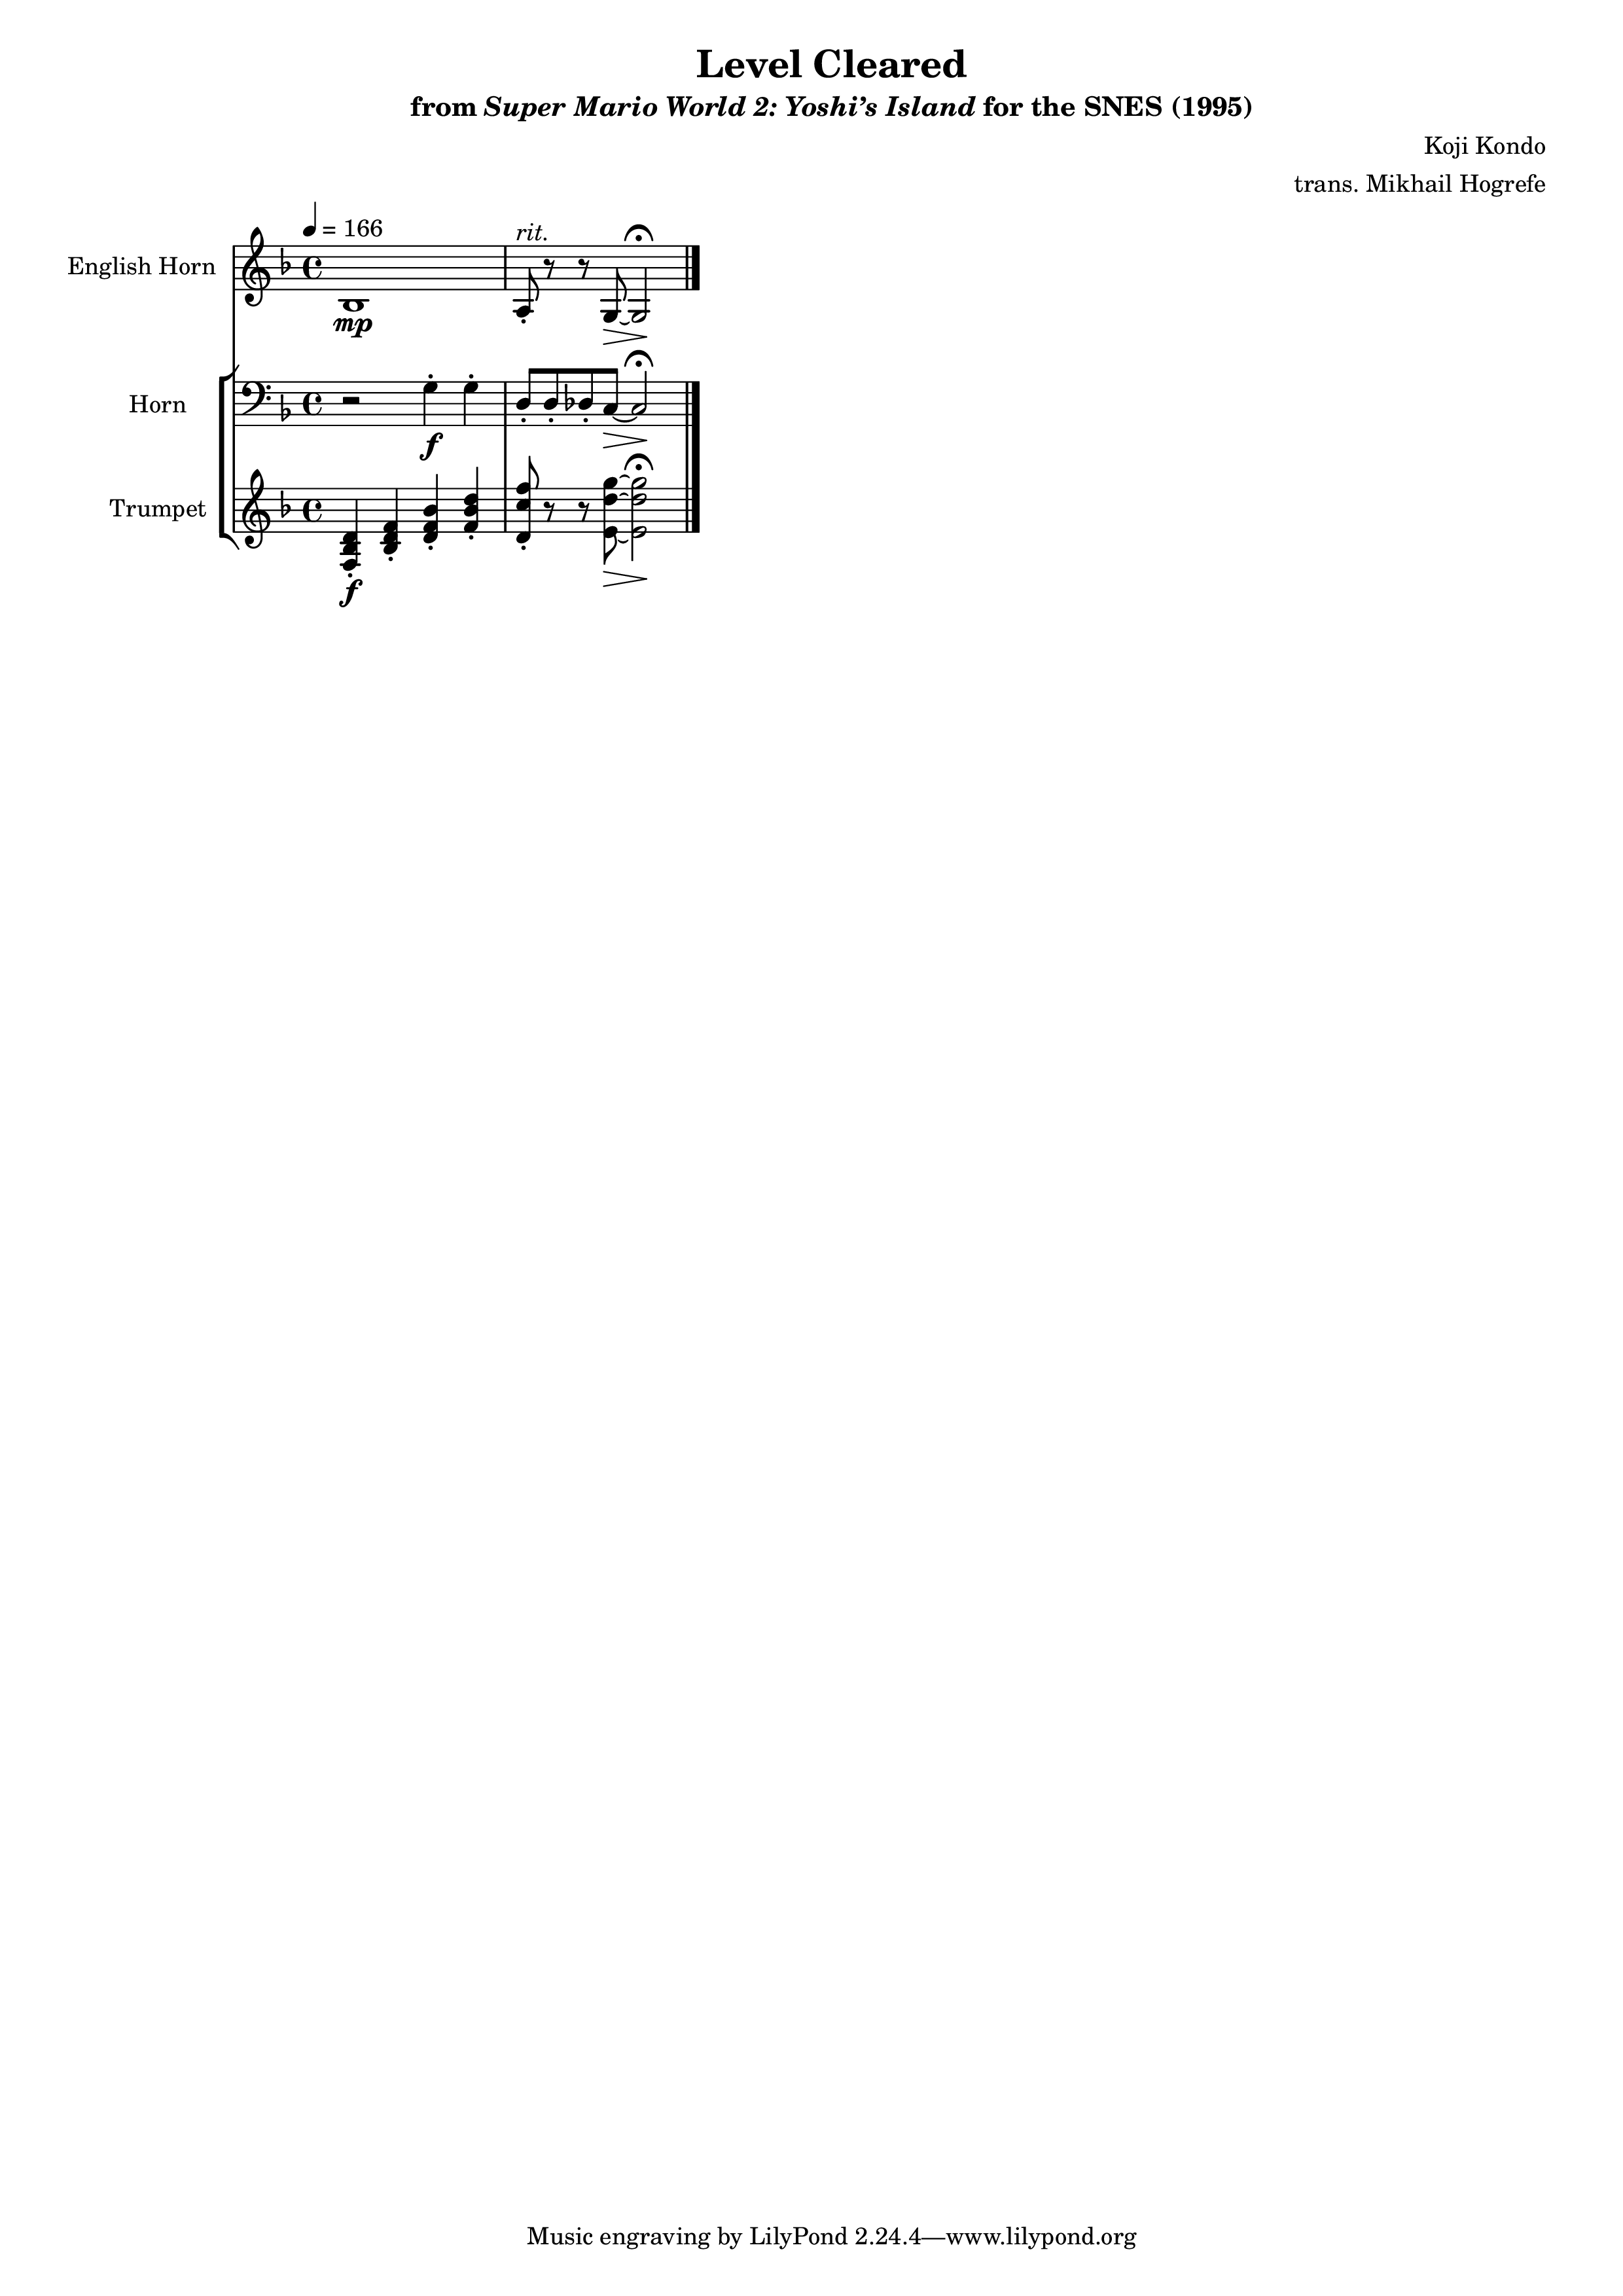 Level Cleared
from Super Mario World 2: Yoshi’s Island for the SNES (1995)
Koji Kondo
trans. Mikhail Hogrefe
= 166
English Horn
rit.
mp
Horn
f
Trumpet
f
Music engraving by LilyPond 2.24.4—www.lilypond.org